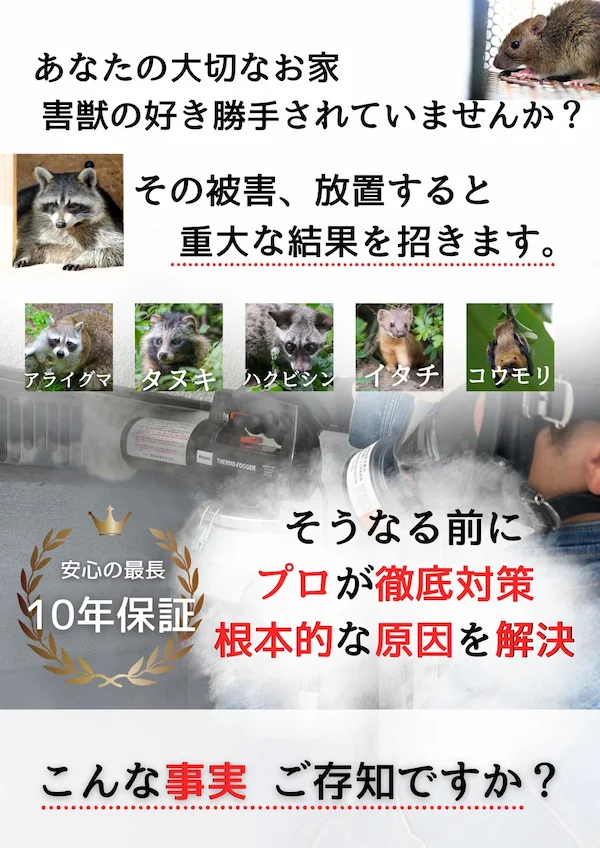 あなたの大切なお家
害獣の好き勝手されていませんか？
その被害、放置すると
重大な結果を招きます。
アライグマ
タヌキ
ハクビシン
イタチ
コウモリ
THERMO-FOGGER
そうなる前に
プロが徹底対策
根本的な原因を解決
安心の最長
10年保証
こんな事実 ご存知ですか？